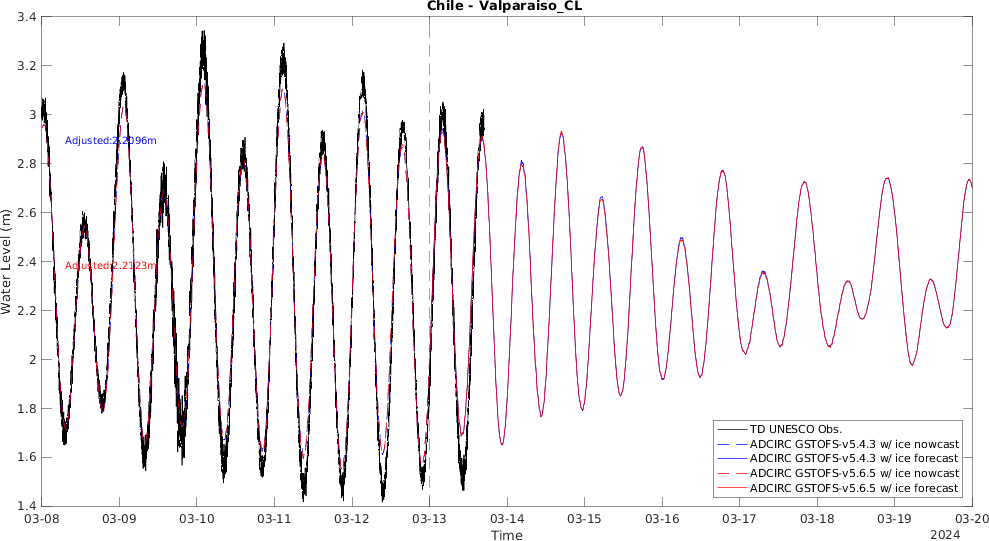 Chile - Valparaiso_CL
3.4
3.2
3
2.8
2.6
2.4
2.2
2
1.8
1.6
1.4
Water Level (m)
Adjusted:2.2096m
Adjusted:2.2123m
TD UNESCO Obs.
ADCIRC GSTOFS-v5.4.3 w/ ice nowcast
ADCIRC GSTOFS-v5.4.3 w/ ice forecast
ADCIRC GSTOFS-v5.6.5 w/ ice nowcast
ADCIRC GSTOFS-v5.6.5 w/ ice forecast
03-08 03-09 03-10 03-11 03-12 03-13 03-14 03-15 03-16 03-17 03-18 03-19 03-20
Time
2024